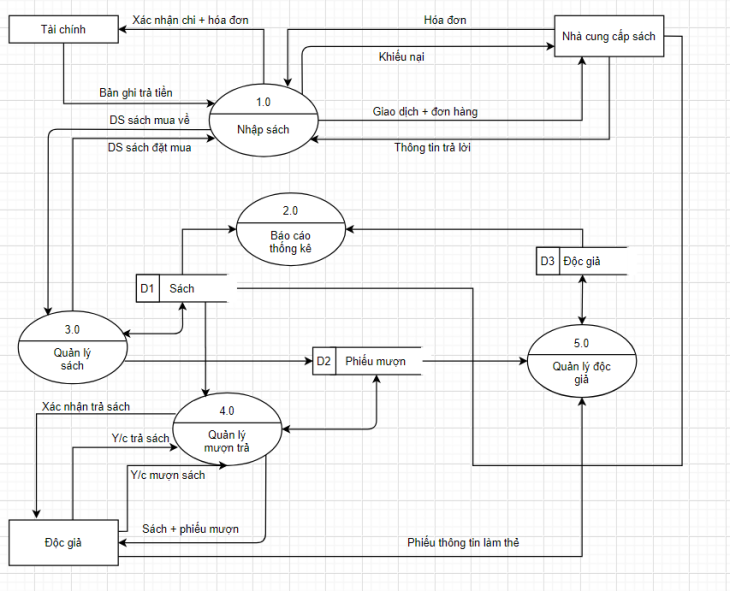 Tài chính
Xác nhận chi + hóa đơn
Hóa đơn
Nhà cung cấp sách
Khiếu nại
Bản ghi trả tiền
1.0
Nhập sách
Giao dịch + đơn hàng
DS sách mua về
DS sách đặt mua
Thông tin trả lời
2.0
Báo cáo
thống kê
D3
Độc giả
D1
Sách
3.0
Quản lý
sách
D2
Phiếu mượn
5.0
Quản lý độc
giả
4.0
Quản lý
mượn trả
Xác nhận trả sách
Y/c trả sách
Y/c mượn sách
Sách + phiếu mượn
Độc giả
Phiếu thông tin làm thẻ